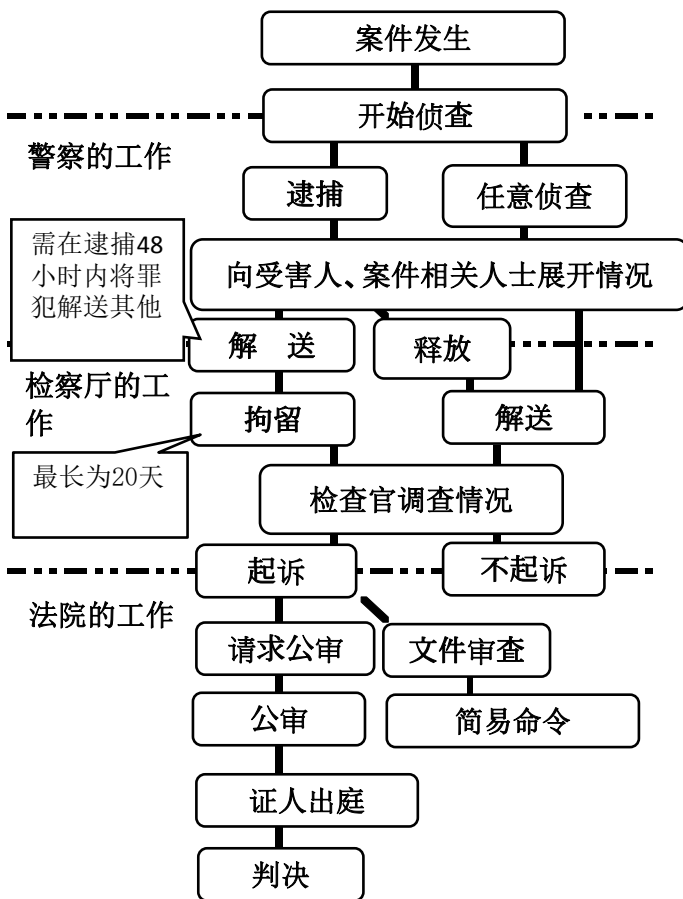 案件发生
开始侦查
警察的工作
逮捕
任意侦查
需在逮捕48
小时内将罪
犯解送其他
向受害人、案件相关人士展开情况
解 送
释放
检察厅的工
作
拘留
解送
最长为20天
检查官调查情况
起诉
不起诉
法院的工作
请求公审
文件审查
公审
简易命令
证人出庭
判决